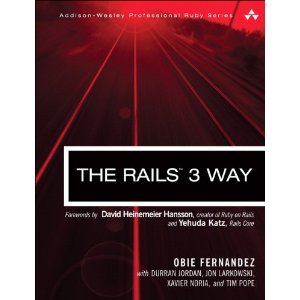 Addison-Wesley Professional Ruby Series
THE RAILS™ 3 WAY
Forewords by David Heinemeier Hansson, creator of Ruby on Rails
and Yehuda Katz, Rails Core
OBIE FERNANDEZ
with DURRAN JORDAN, JON LARKOWSKI,
XAVIER NORIA, and TIM POPE